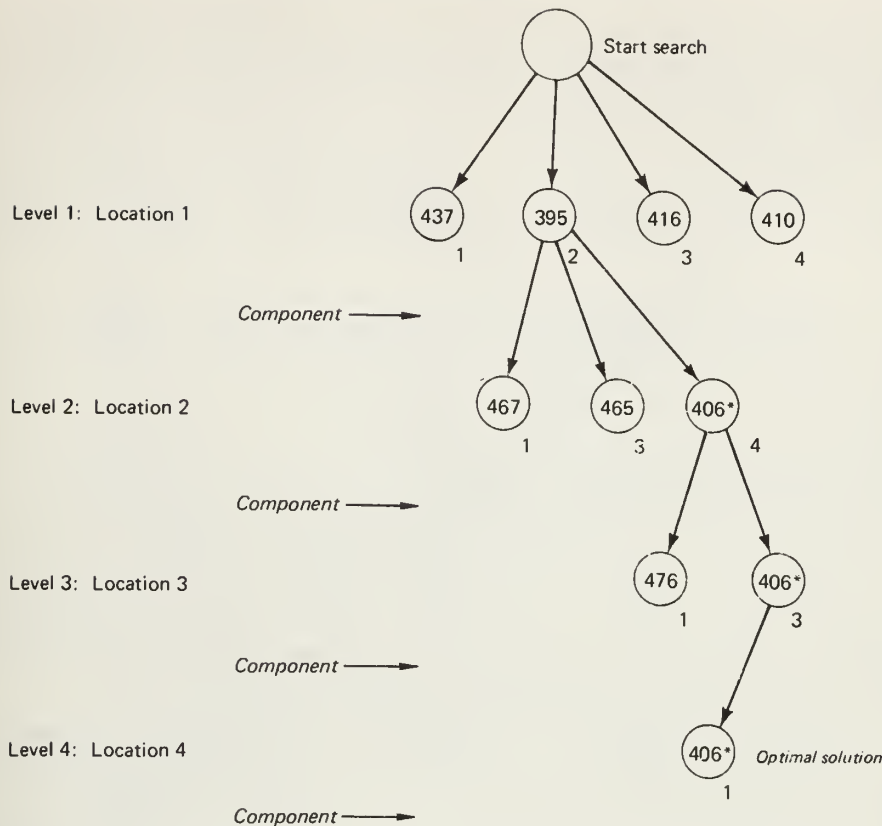 Start search
Level 1: Location 1 437 395 416 410
1 2 3 4
Component
Level 2: Location 2 467 465 406*
1 3 4
Component
Level 3: Location 3 476 406*
1 3
Component
Level 4: Location 4 406* Optimal solution
1
Component